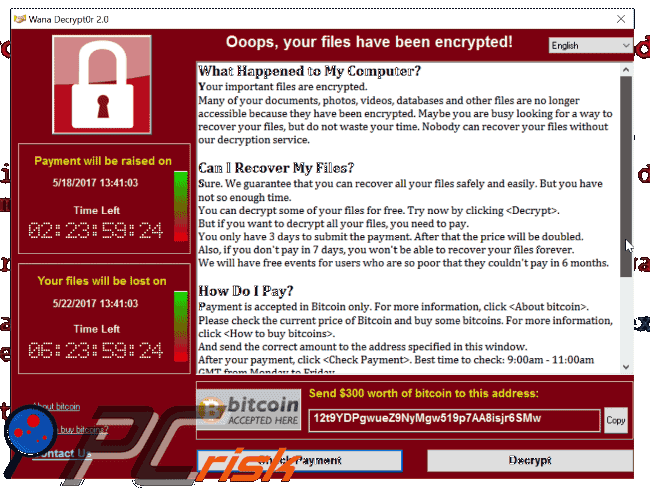 Wana Decrypt0r 2.0
Ooops, your files have been encrypted!
English
Payment will be raised on
5/18/2017 13:41:03
Time Left
02:23:59:24
Your files will be lost on
5/22/2017 13:41:03
Time Left
06:23:59:24
About bitcoin
buy bitcoins?
Contact Us
What Happened to My Computer?
Your important files are encrypted.
Many of your documents, photos, videos, databases and other files are no longer
accessible because they have been encrypted. Maybe you are busy looking for a way to
recover your files, but do not waste your time. Nobody can recover your files without
our decryption service.
Can I Recover My Files?
Sure. We guarantee that you can recover all your files safely and easily. But you have
not so enough time.
You can decrypt some of your files for free. Try now by clicking <Decrypt>.
But if you want to decrypt all your files, you need to pay.
You only have 3 days to submit the payment. After that the price will be doubled.
Also, if you don't pay in 7 days, you won't be able to recover your files forever.
We will have free events for users who are so poor that they couldn't pay in 6 months.
How Do I Pay?
Payment is accepted in Bitcoin only. For more information, click <About bitcoin>.
Please check the current price of Bitcoin and buy some bitcoins. For more information,
click <How to buy bitcoins>.
And send the correct amount to the address specified in this window.
After your payment, click <Check Payment>. Best time to check: 9:00am - 11:00am
GMT from Monday to Friday.
bitcoin
ACCEPTED HERE
Send $300 worth of bitcoin to this address:
12t9YDPgwueZ9NyMgw519p7AA8isjr6SMw
Copy
Payment
Decrypt
PCrisk